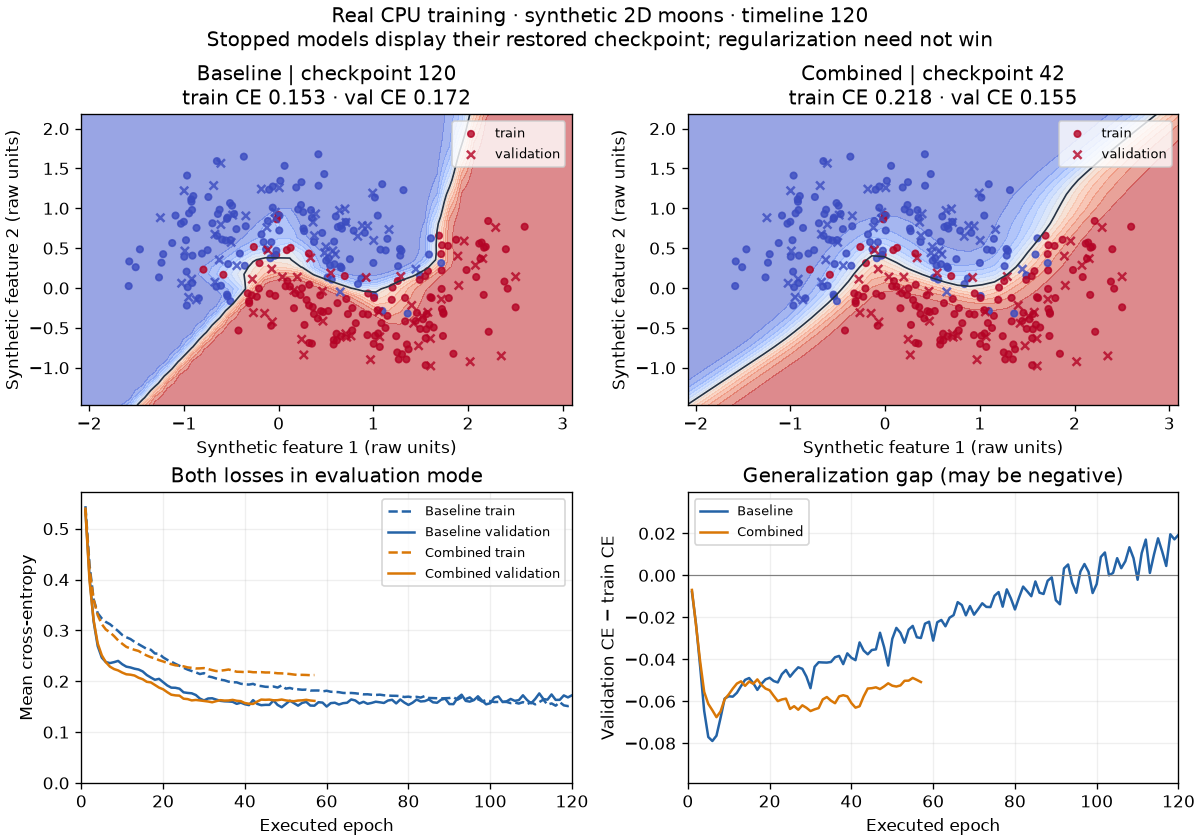 Real CPU training · synthetic 2D moons · timeline 120
Stopped models display their restored checkpoint; regularization need not win
Baseline | checkpoint 120
train CE 0.153 · val CE 0.172
Synthetic feature 2 (raw units)
2.0
1.5
1.0
0.5
0.0
−0.5
−1.0
train
validation
−2
−1
0
1
2
3
Synthetic feature 1 (raw units)
Combined | checkpoint 42
train CE 0.218 · val CE 0.155
Synthetic feature 2 (raw units)
2.0
1.5
1.0
0.5
0.0
−0.5
−1.0
train
validation
−2
−1
0
1
2
3
Synthetic feature 1 (raw units)
Both losses in evaluation mode
Mean cross-entropy
0.5
0.4
0.3
0.2
0.1
0.0
Baseline train
Baseline validation
Combined train
Combined validation
0
20
40
60
80
100
120
Executed epoch
Generalization gap (may be negative)
Validation CE − train CE
0.02
0.00
−0.02
−0.04
−0.06
−0.08
Baseline
Combined
0
20
40
60
80
100
120
Executed epoch